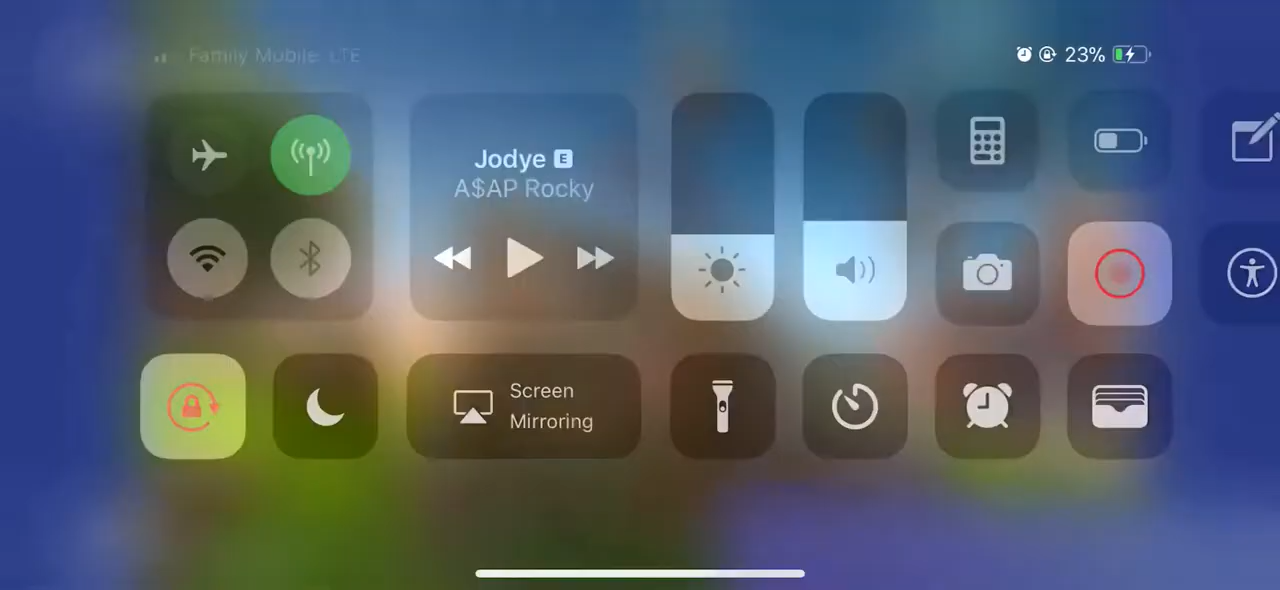 Family Mobile LTE
23%
Jodye E
A$AP Rocky
Screen
Mirroring